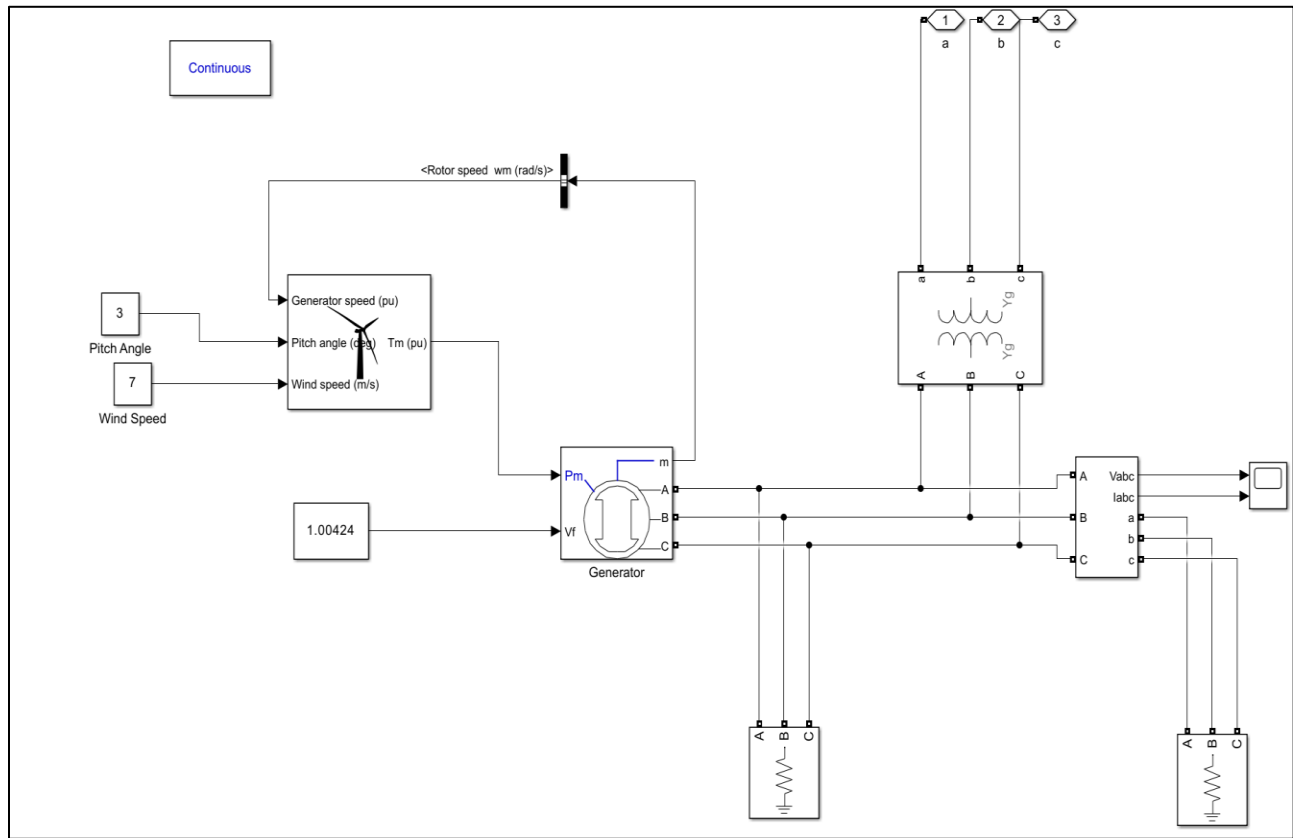 1
2
3
a
b
c
Continuous
<Rotor speed wm (rad/s)>
a
b
c
Yg
Yg
A
B
C
Generator speed (pu)
3
Pitch angle (deg)
Tm (pu)
Pitch Angle
7
Wind speed (m/s)
Wind Speed
Pm
m
A
Vf
B
C
Generator
1.00424
A
Vabc
Iabc
B
a
b
C
c
A
B
C
A
B
C